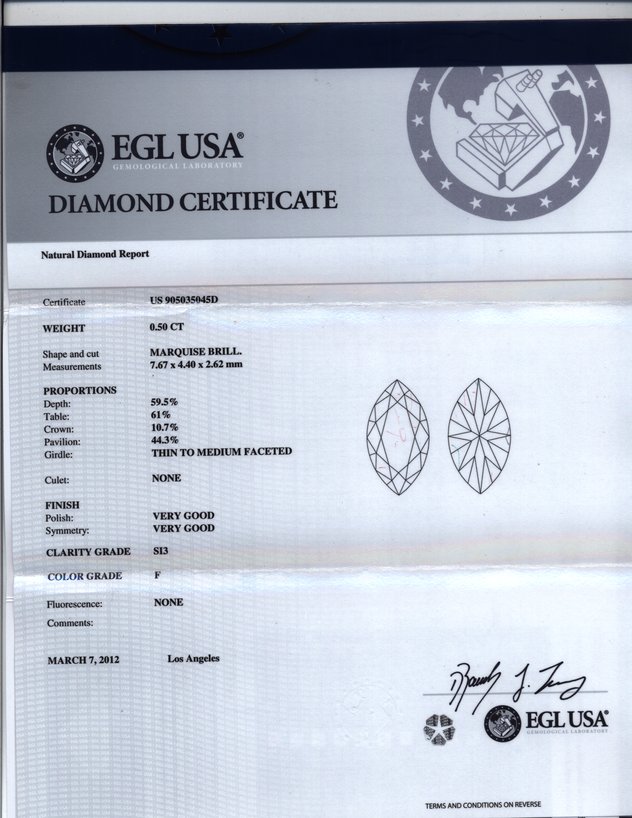 EGL USA®
GEMOLOGICAL LABORATORY
DIAMOND CERTIFICATE
Natural Diamond Report
Certificate US 905035045D
WEIGHT 0.50 CT
Shape and cut MARQUISE BRILL.
Measurements 7.67 x 4.40 x 2.62 mm
PROPORTIONS
Depth: 59.5%
Table: 61%
Crown: 10.7%
Pavilion: 44.3%
Girdle: THIN TO MEDIUM FACETED
Culet: NONE
FINISH
Polish: VERY GOOD
Symmetry: VERY GOOD
CLARITY GRADE SI3
COLOR GRADE F
Fluorescence: NONE
Comments:
MARCH 7, 2012 Los Angeles
EGL USA®
GEMOLOGICAL LABORATORY
TERMS AND CONDITIONS ON REVERSE